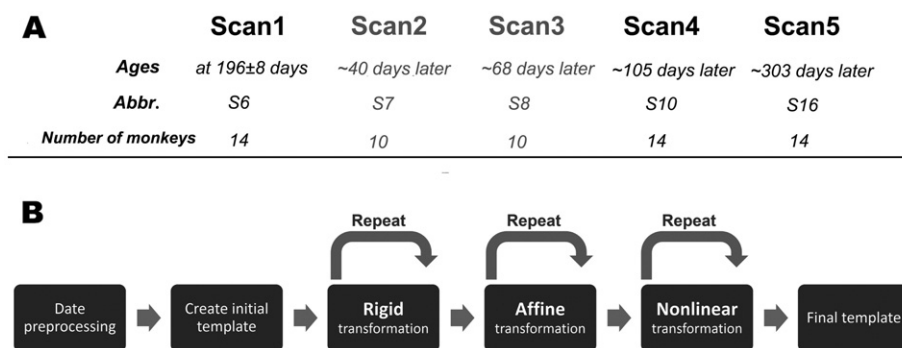 A Scan1 Scan2 Scan3 Scan4 Scan5
Ages at 196±8 days ~40 days later ~68 days later ~105 days later ~303 days later
Abbr. S6 S7 S8 S10 S16
Number of monkeys 14 10 10 14 14
B
Repeat Repeat Repeat
Date preprocessing
Create initial template
Rigid transformation
Affine transformation
Nonlinear transformation
Final template